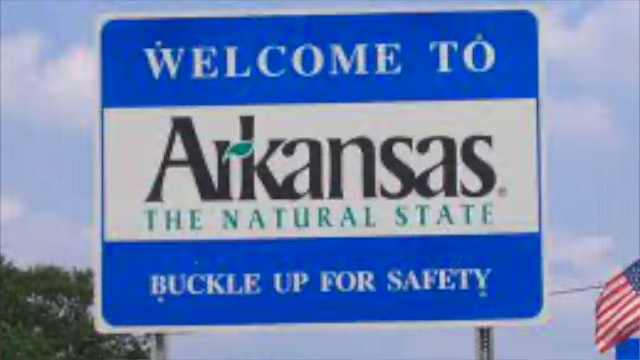 WELCOME TO
Arkansas®
THE NATURAL STATE
BUCKLE UP FOR SAFETY